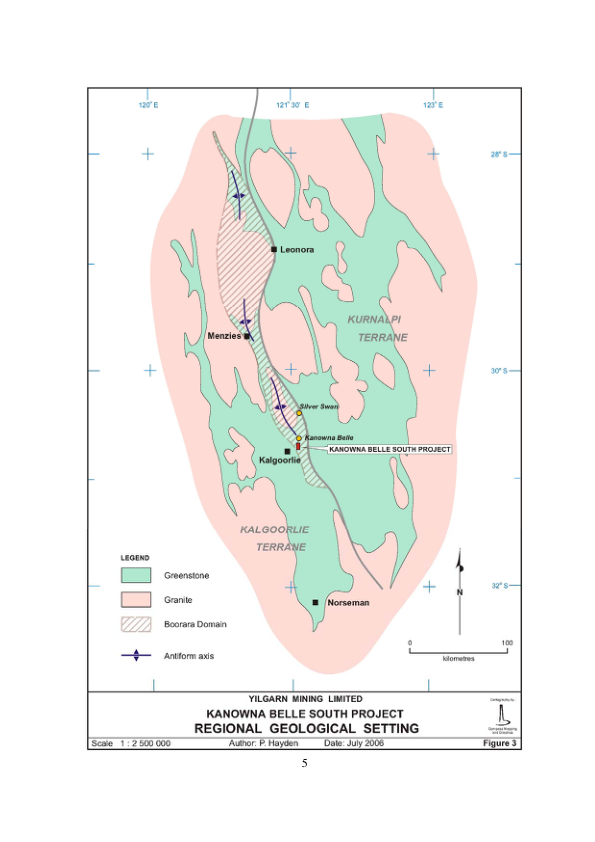 120°E 121°30' E 123°E
28°S
Leonora
KURNALPI
TERRANE
Menzies
30°S
Silver Swan
Kanowna Belle
KANOWNA BELLE SOUTH PROJECT
Kalgoorlie
KALGOORLIE
TERRANE
LEGEND
Greenstone
Granite
Boorara Domain
Antiform axis
32°S
N
Norseman
0 100
kilometres
YILGARN MINING LIMITED
KANOWNA BELLE SOUTH PROJECT
REGIONAL GEOLOGICAL SETTING
Cartography by
Scale 1 : 2 500 000 Author: P. Hayden Date: July 2006 Figure 3
5